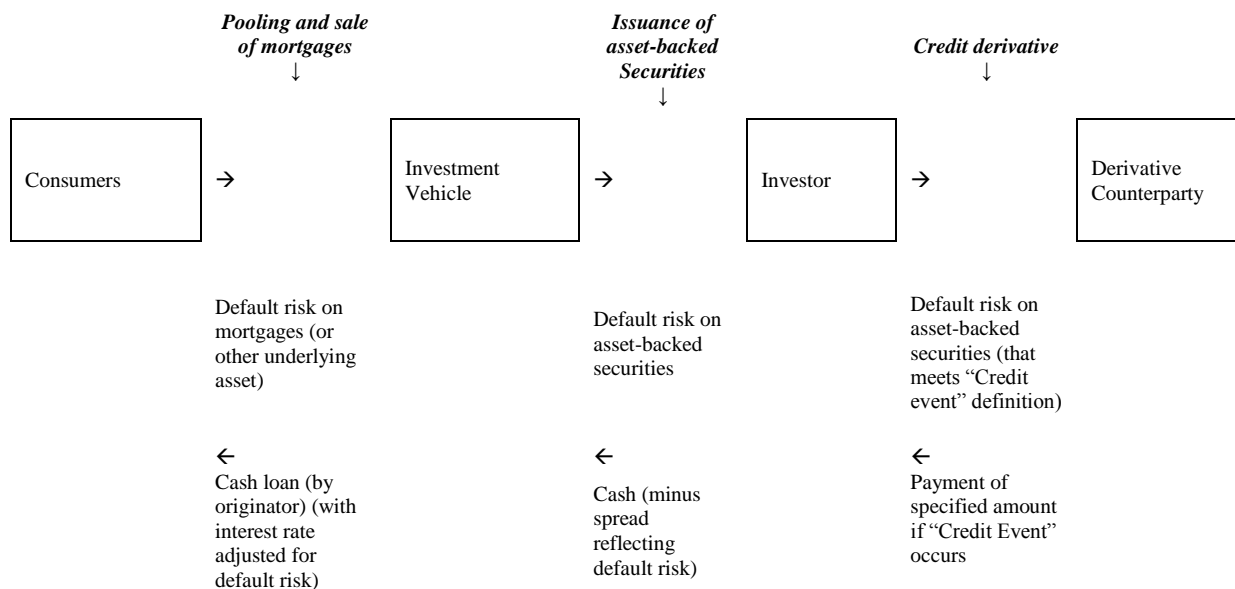 Pooling and sale
of mortgages
↓
Issuance of
asset-backed
Securities
↓
Credit derivative
↓
Consumers
→
Investment
Vehicle
→
Investor
→
Derivative
Counterparty
Default risk on
mortgages (or
other underlying
asset)
Default risk on
asset-backed
securities
Default risk on
asset-backed
securities (that
meets “Credit
event” definition)
←
Cash loan (by
originator) (with
interest rate
adjusted for
default risk)
←
Cash (minus
spread
reflecting
default risk)
←
Payment of
specified amount
if “Credit Event”
occurs